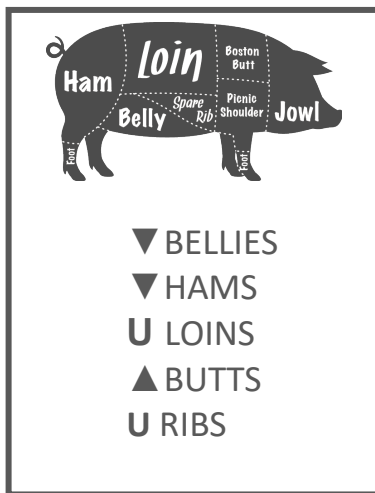 Loin
Boston
Butt
Ham
Spare
Rib
Picnic
Shoulder
Belly
Jowl
Foot
Foot
▼ BELLIES
▼ HAMS
U LOINS
▲ BUTTS
U RIBS